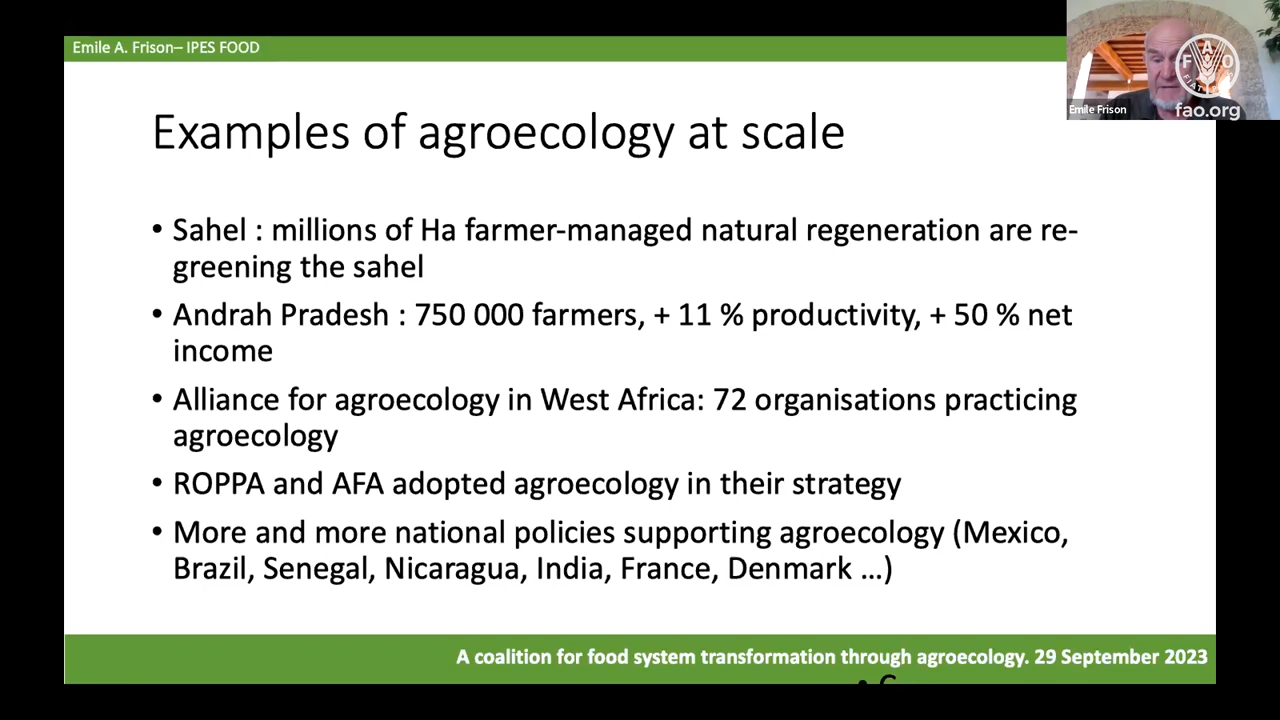 Emile A. Frison– IPES FOOD
Examples of agroecology at scale
• Sahel : millions of Ha farmer-managed natural regeneration are re-
greening the sahel
• Andrah Pradesh : 750 000 farmers, + 11 % productivity, + 50 % net
income
• Alliance for agroecology in West Africa: 72 organisations practicing
agroecology
• ROPPA and AFA adopted agroecology in their strategy
• More and more national policies supporting agroecology (Mexico,
Brazil, Senegal, Nicaragua, India, France, Denmark ...)
A coalition for food system transformation through agroecology. 29 September 2023
Emile Frison
FAO
FIAT
fao.org